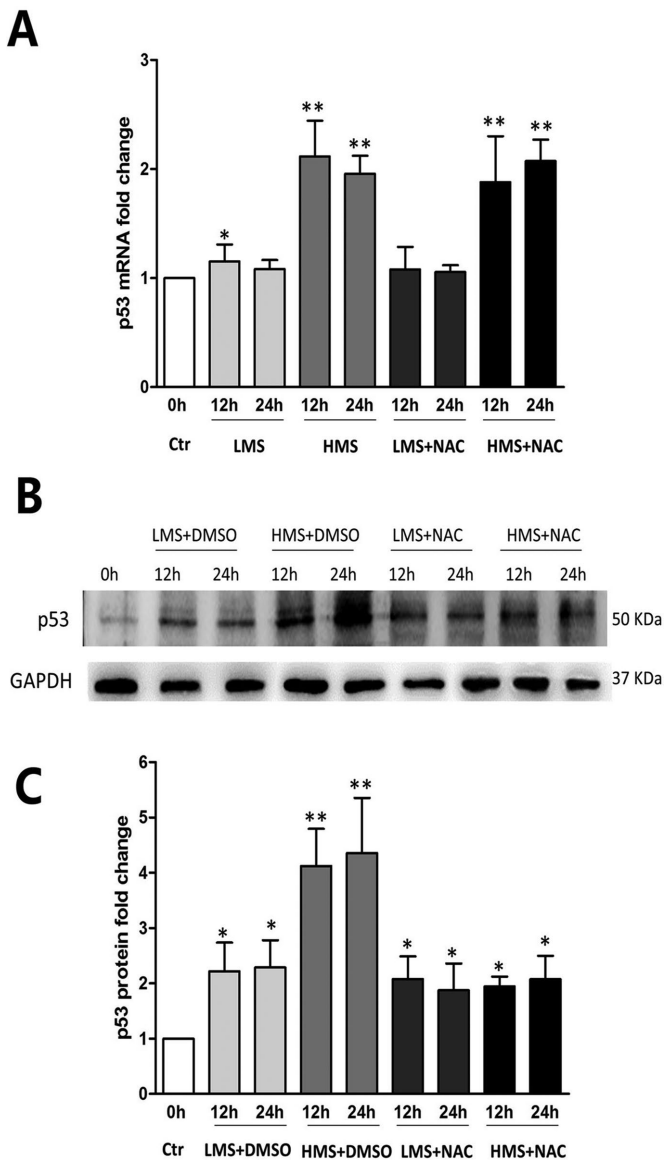 A
3
2
1
0
p53 mRNA fold change
*
**
**
**
**
0h 12h 24h 12h 24h 12h 24h 12h 24h
Ctr LMS HMS LMS+NAC HMS+NAC
B
LMS+DMSO HMS+DMSO LMS+NAC HMS+NAC
0h 12h 24h 12h 24h 12h 24h 12h 24h
p53 50 KDa
GAPDH 37 KDa
C
6
5
4
3
2
1
0
p53 protein fold change
*
*
**
**
*
*
*
*
0h 12h 24h 12h 24h 12h 24h 12h 24h
Ctr LMS+DMSO HMS+DMSO LMS+NAC HMS+NAC